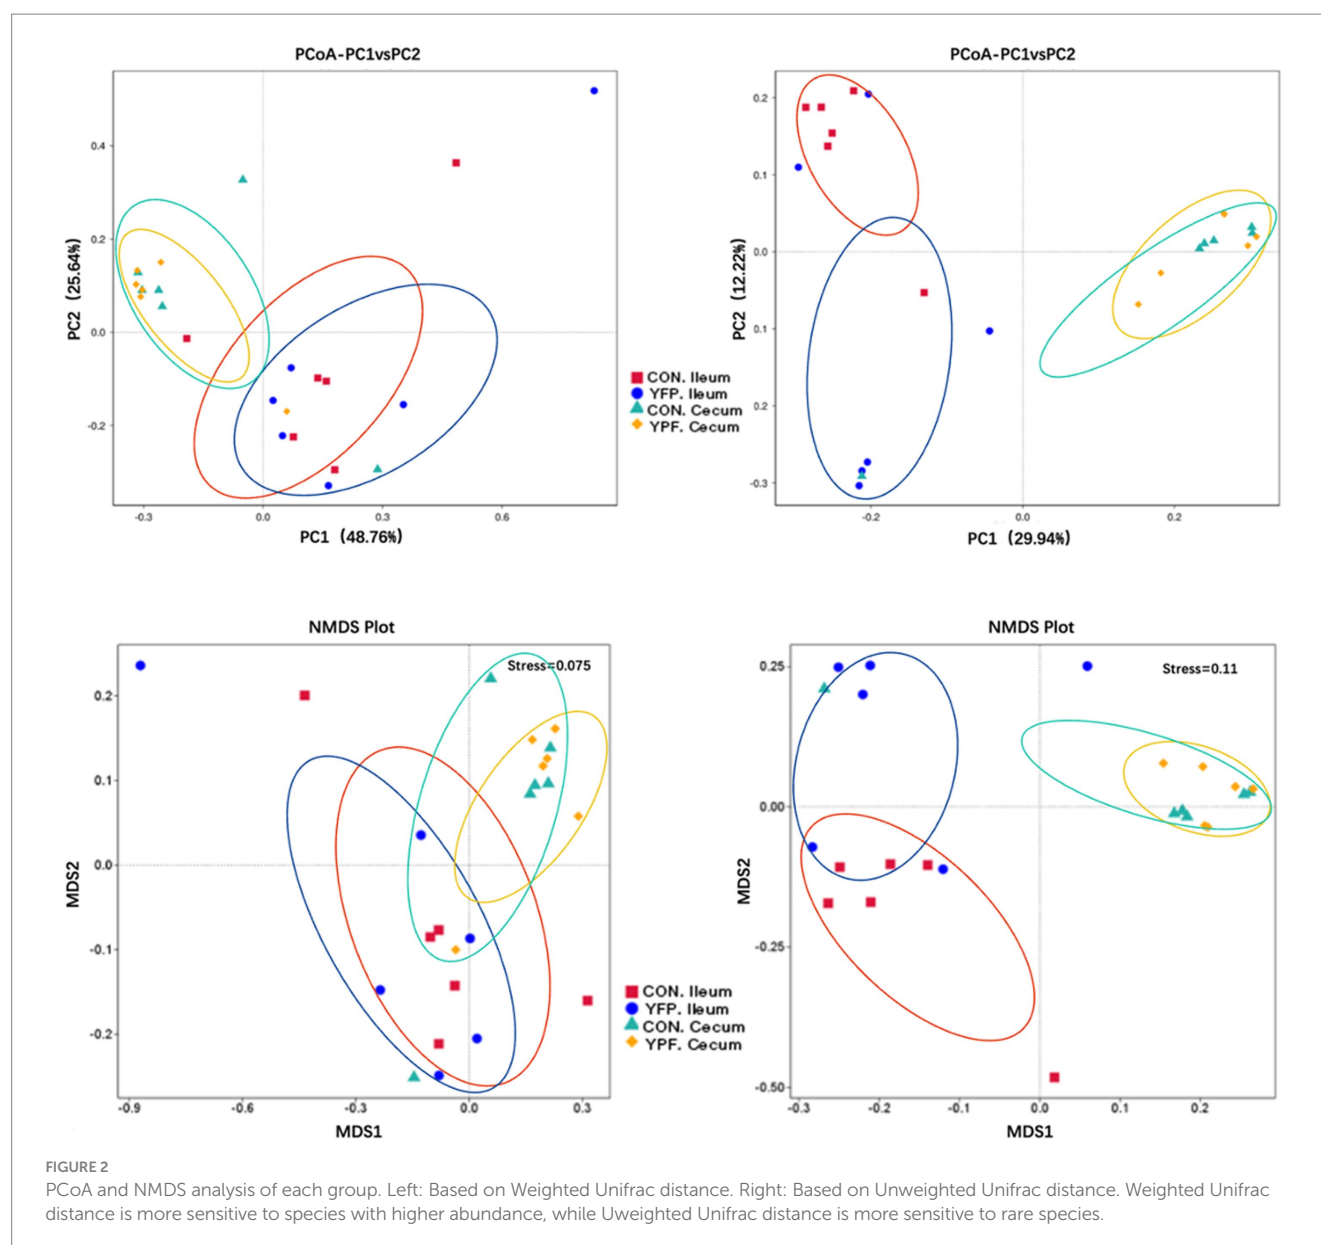 PCoA-PC1vsPC2
0.4
0.2
0.0
-0.2
PC2 (25.64%)
-0.3
0.0
0.3
0.6
PC1 (48.76%)
PCoA-PC1vsPC2
0.2
0.1
0.0
0.1
0.2
-0.3
PC2 (12.22%)
-0.2
0.0
0.2
PC1 (29.94%)
CON. Ileum
YFP. Ileum
CON. Cecum
YPF. Cecum
NMDS Plot
Stress=0.075
0.2
0.1
0.0
-0.1
-0.2
MDS2
-0.9
-0.6
-0.3
0.0
0.3
MDS1
NMDS Plot
Stress=0.11
0.25
0.00
-0.25
-0.50
MDS2
-0.3
-0.2
-0.1
0.0
0.1
0.2
MDS1
CON. Ileum
YFP. Ileum
CON. Cecum
YPF. Cecum
FIGURE 2
PCoA and NMDS analysis of each group. Left: Based on Weighted Unifrac distance. Right: Based on Unweighted Unifrac distance. Weighted Unifrac
distance is more sensitive to species with higher abundance, while Uweighted Unifrac distance is more sensitive to rare species.